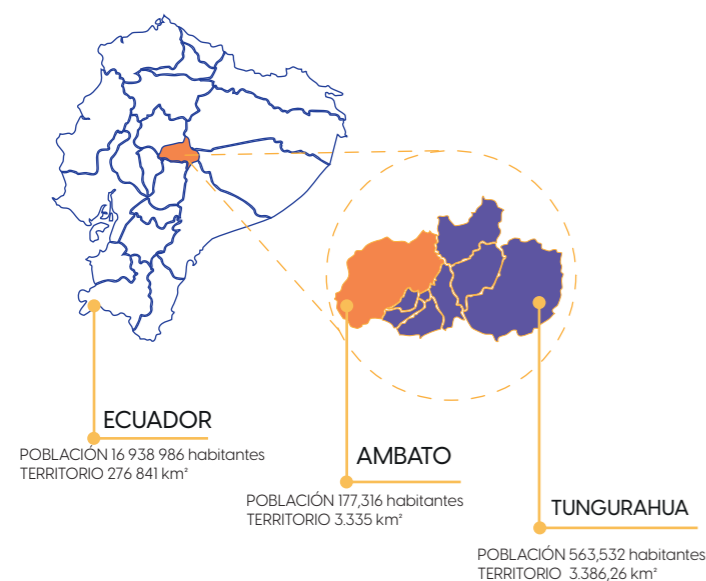 ECUADOR
POBLACIÓN 16 938 986 habitantes
TERRITORIO 276 841 km²
AMBATO
POBLACIÓN 177,316 habitantes
TERRITORIO 3.335 km²
TUNGURAHUA
POBLACIÓN 563,532 habitantes
TERRITORIO 3.386,26 km²